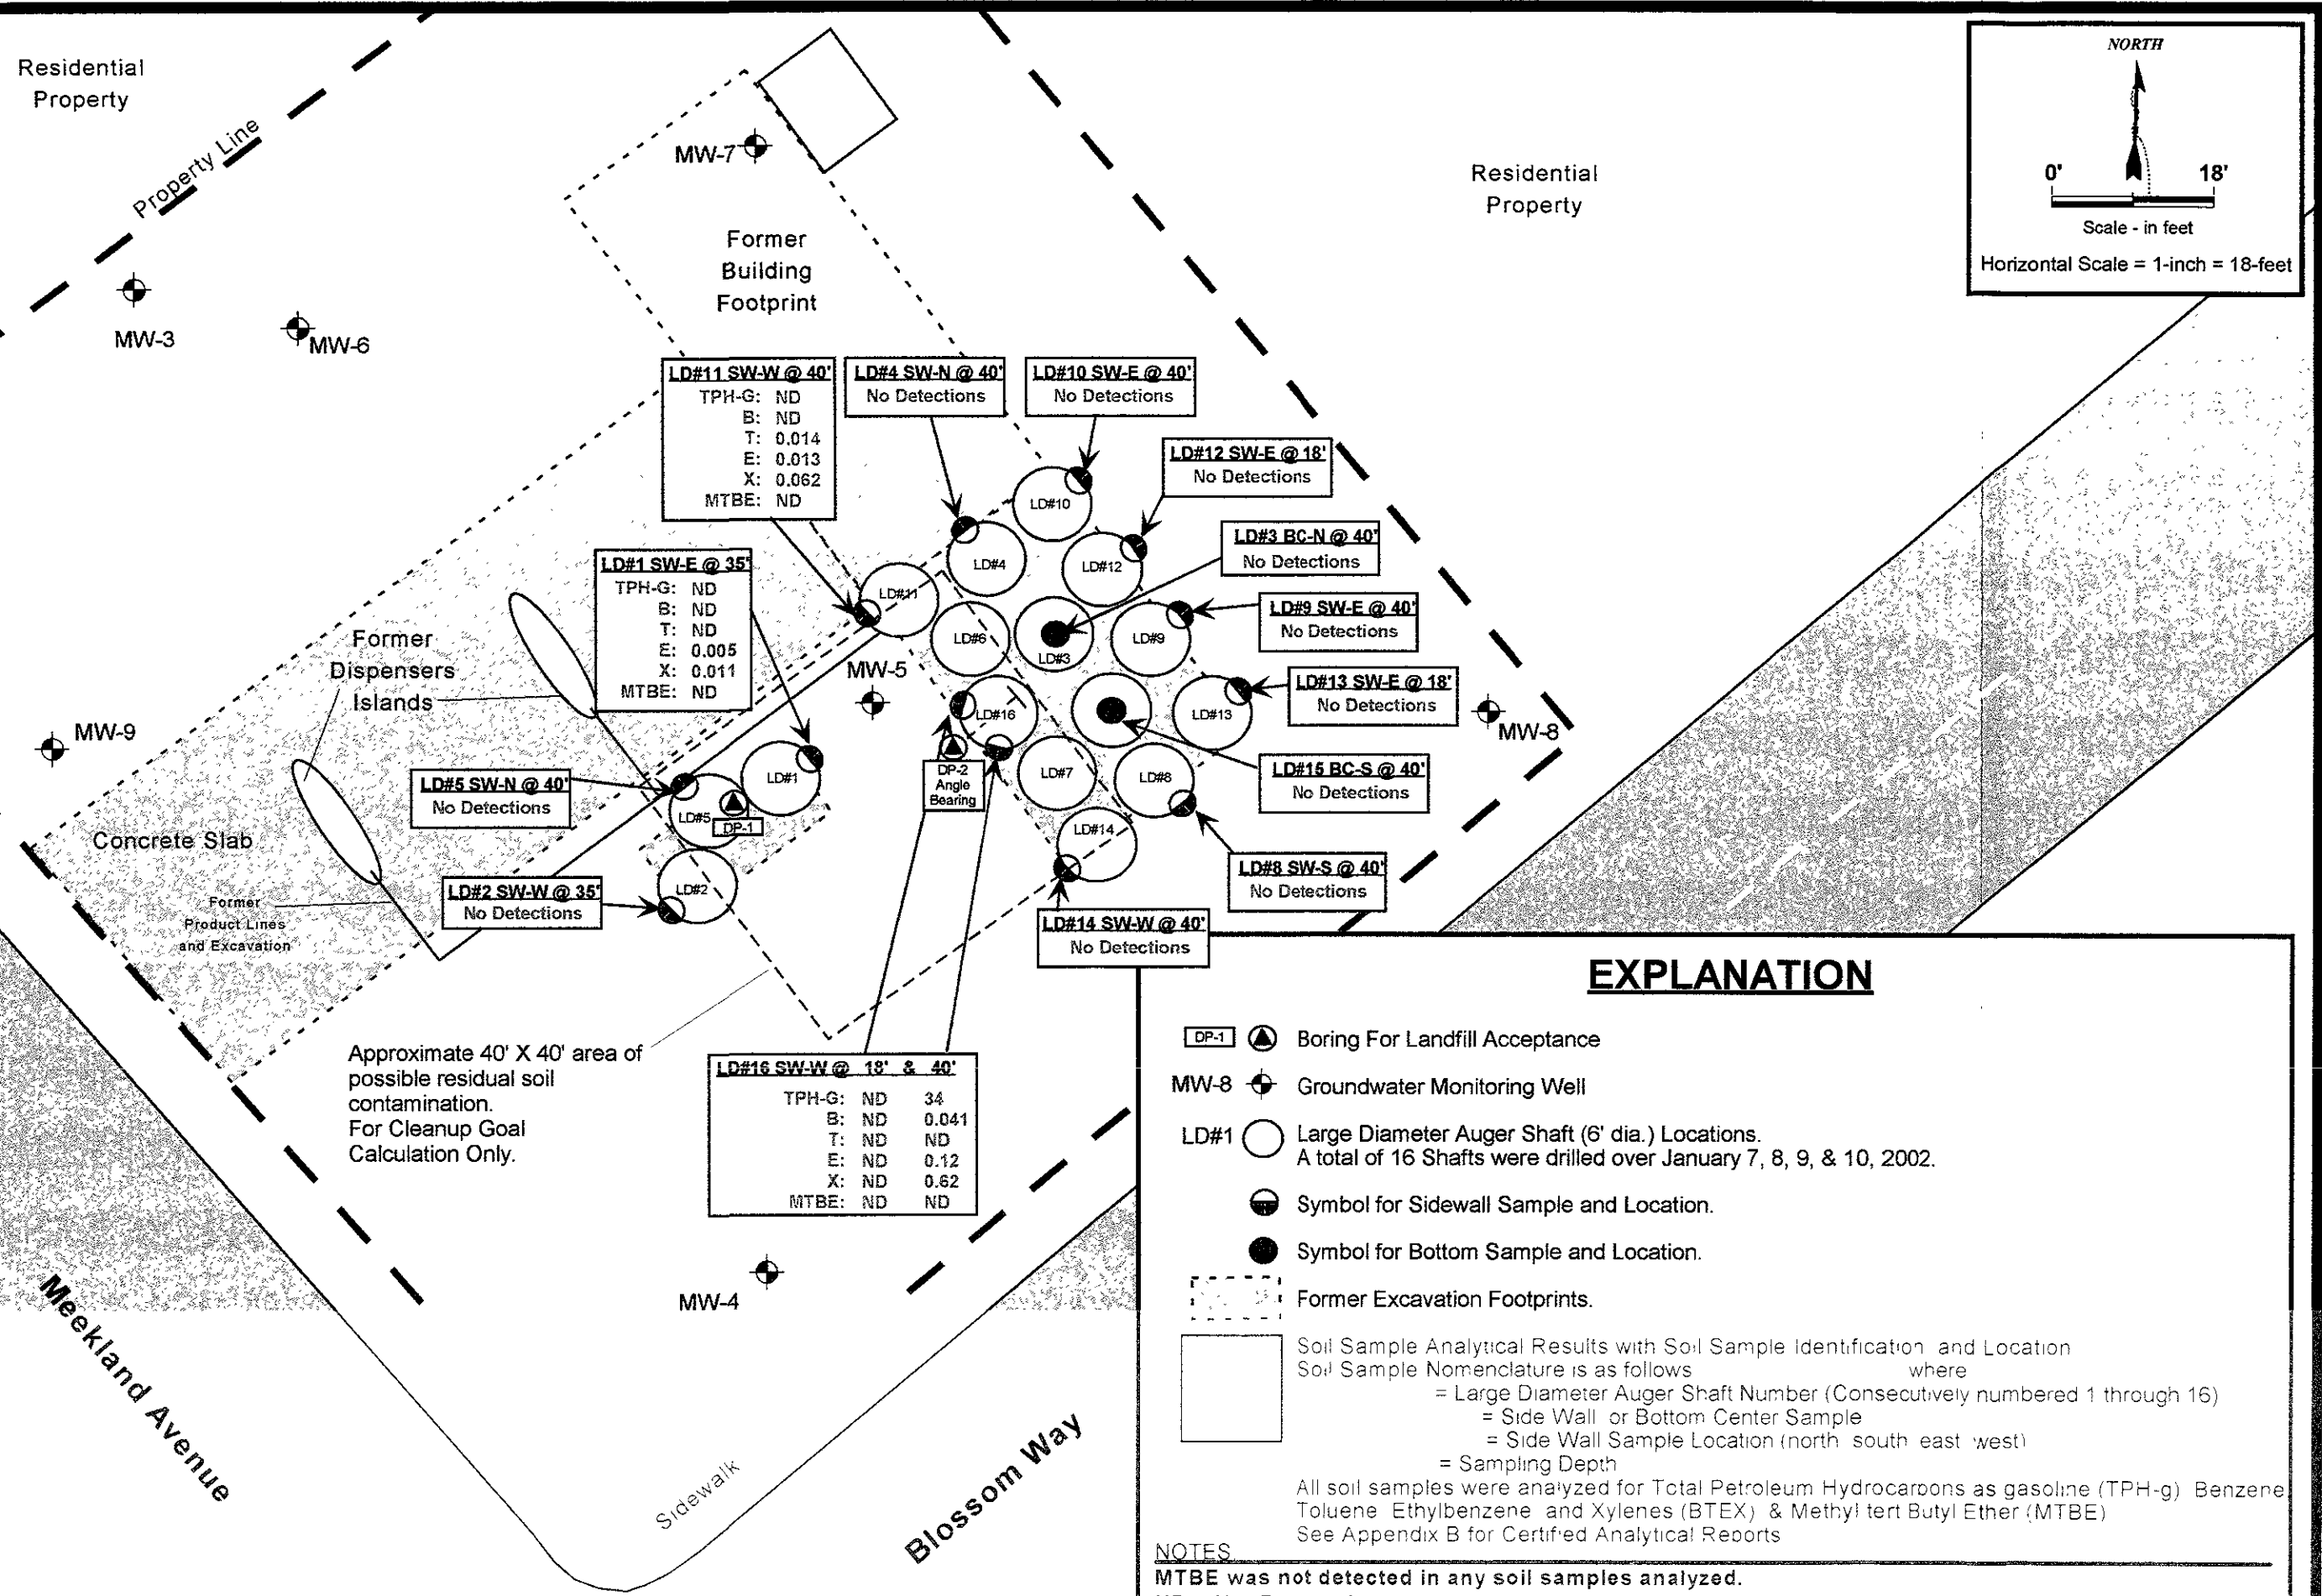 Residential
Property
Property Line
MW-3
MW-6
MW-7
Former
Building
Footprint
Residential
Property
NORTH
0' 18'
Scale - in feet
Horizontal Scale = 1-inch = 18-feet
LD#11 SW-W @ 40'
TPH-G: ND
B: ND
T: 0.014
E: 0.013
X: 0.062
MTBE: ND
LD#4 SW-N @ 40'
No Detections
LD#10 SW-E @ 40'
No Detections
LD#12 SW-E @ 18'
No Detections
LD#3 BC-N @ 40'
No Detections
LD#9 SW-E @ 40'
No Detections
LD#13 SW-E @ 18'
No Detections
LD#15 BC-S @ 40'
No Detections
LD#8 SW-S @ 40'
No Detections
LD#14 SW-W @ 40'
No Detections
LD#1 SW-E @ 35'
TPH-G: ND
B: ND
T: ND
E: 0.005
X: 0.011
MTBE: ND
LD#5 SW-N @ 40'
No Detections
LD#2 SW-W @ 35'
No Detections
LD#10
LD#4
LD#12
LD#11
LD#6
LD#3
LD#9
LD#16
LD#13
LD#7
LD#8
LD#14
LD#1
LD#5
DP-1
LD#2
MW-5
MW-8
DP-2
Angle
Bearing
Former
Dispensers
Islands
MW-9
Concrete Slab
Former
Product Lines
and Excavation
Approximate 40' X 40' area of
possible residual soil
contamination.
For Cleanup Goal
Calculation Only.
LD#16 SW-W @ 18' & 40'
TPH-G: ND 34
B: ND 0.041
T: ND ND
E: ND 0.12
X: ND 0.62
MTBE: ND ND
MW-4
Meekland Avenue
Sidewalk
Blossom Way
EXPLANATION
DP-1 Boring For Landfill Acceptance
MW-8 Groundwater Monitoring Well
LD#1 Large Diameter Auger Shaft (6' dia.) Locations.
A total of 16 Shafts were drilled over January 7, 8, 9, & 10, 2002.
Symbol for Sidewall Sample and Location.
Symbol for Bottom Sample and Location.
Former Excavation Footprints.
Soil Sample Analytical Results with Soil Sample Identification and Location
Soil Sample Nomenclature is as follows where
= Large Diameter Auger Shaft Number (Consecutively numbered 1 through 16)
= Side Wall or Bottom Center Sample
= Side Wall Sample Location (north south east west)
= Sampling Depth
All soil samples were analyzed for Total Petroleum Hydrocarbons as gasoline (TPH-g) Benzene
Toluene Ethylbenzene and Xylenes (BTEX) & Methyl tert Butyl Ether (MTBE)
See Appendix B for Certified Analytical Reports
NOTES
MTBE was not detected in any soil samples analyzed.